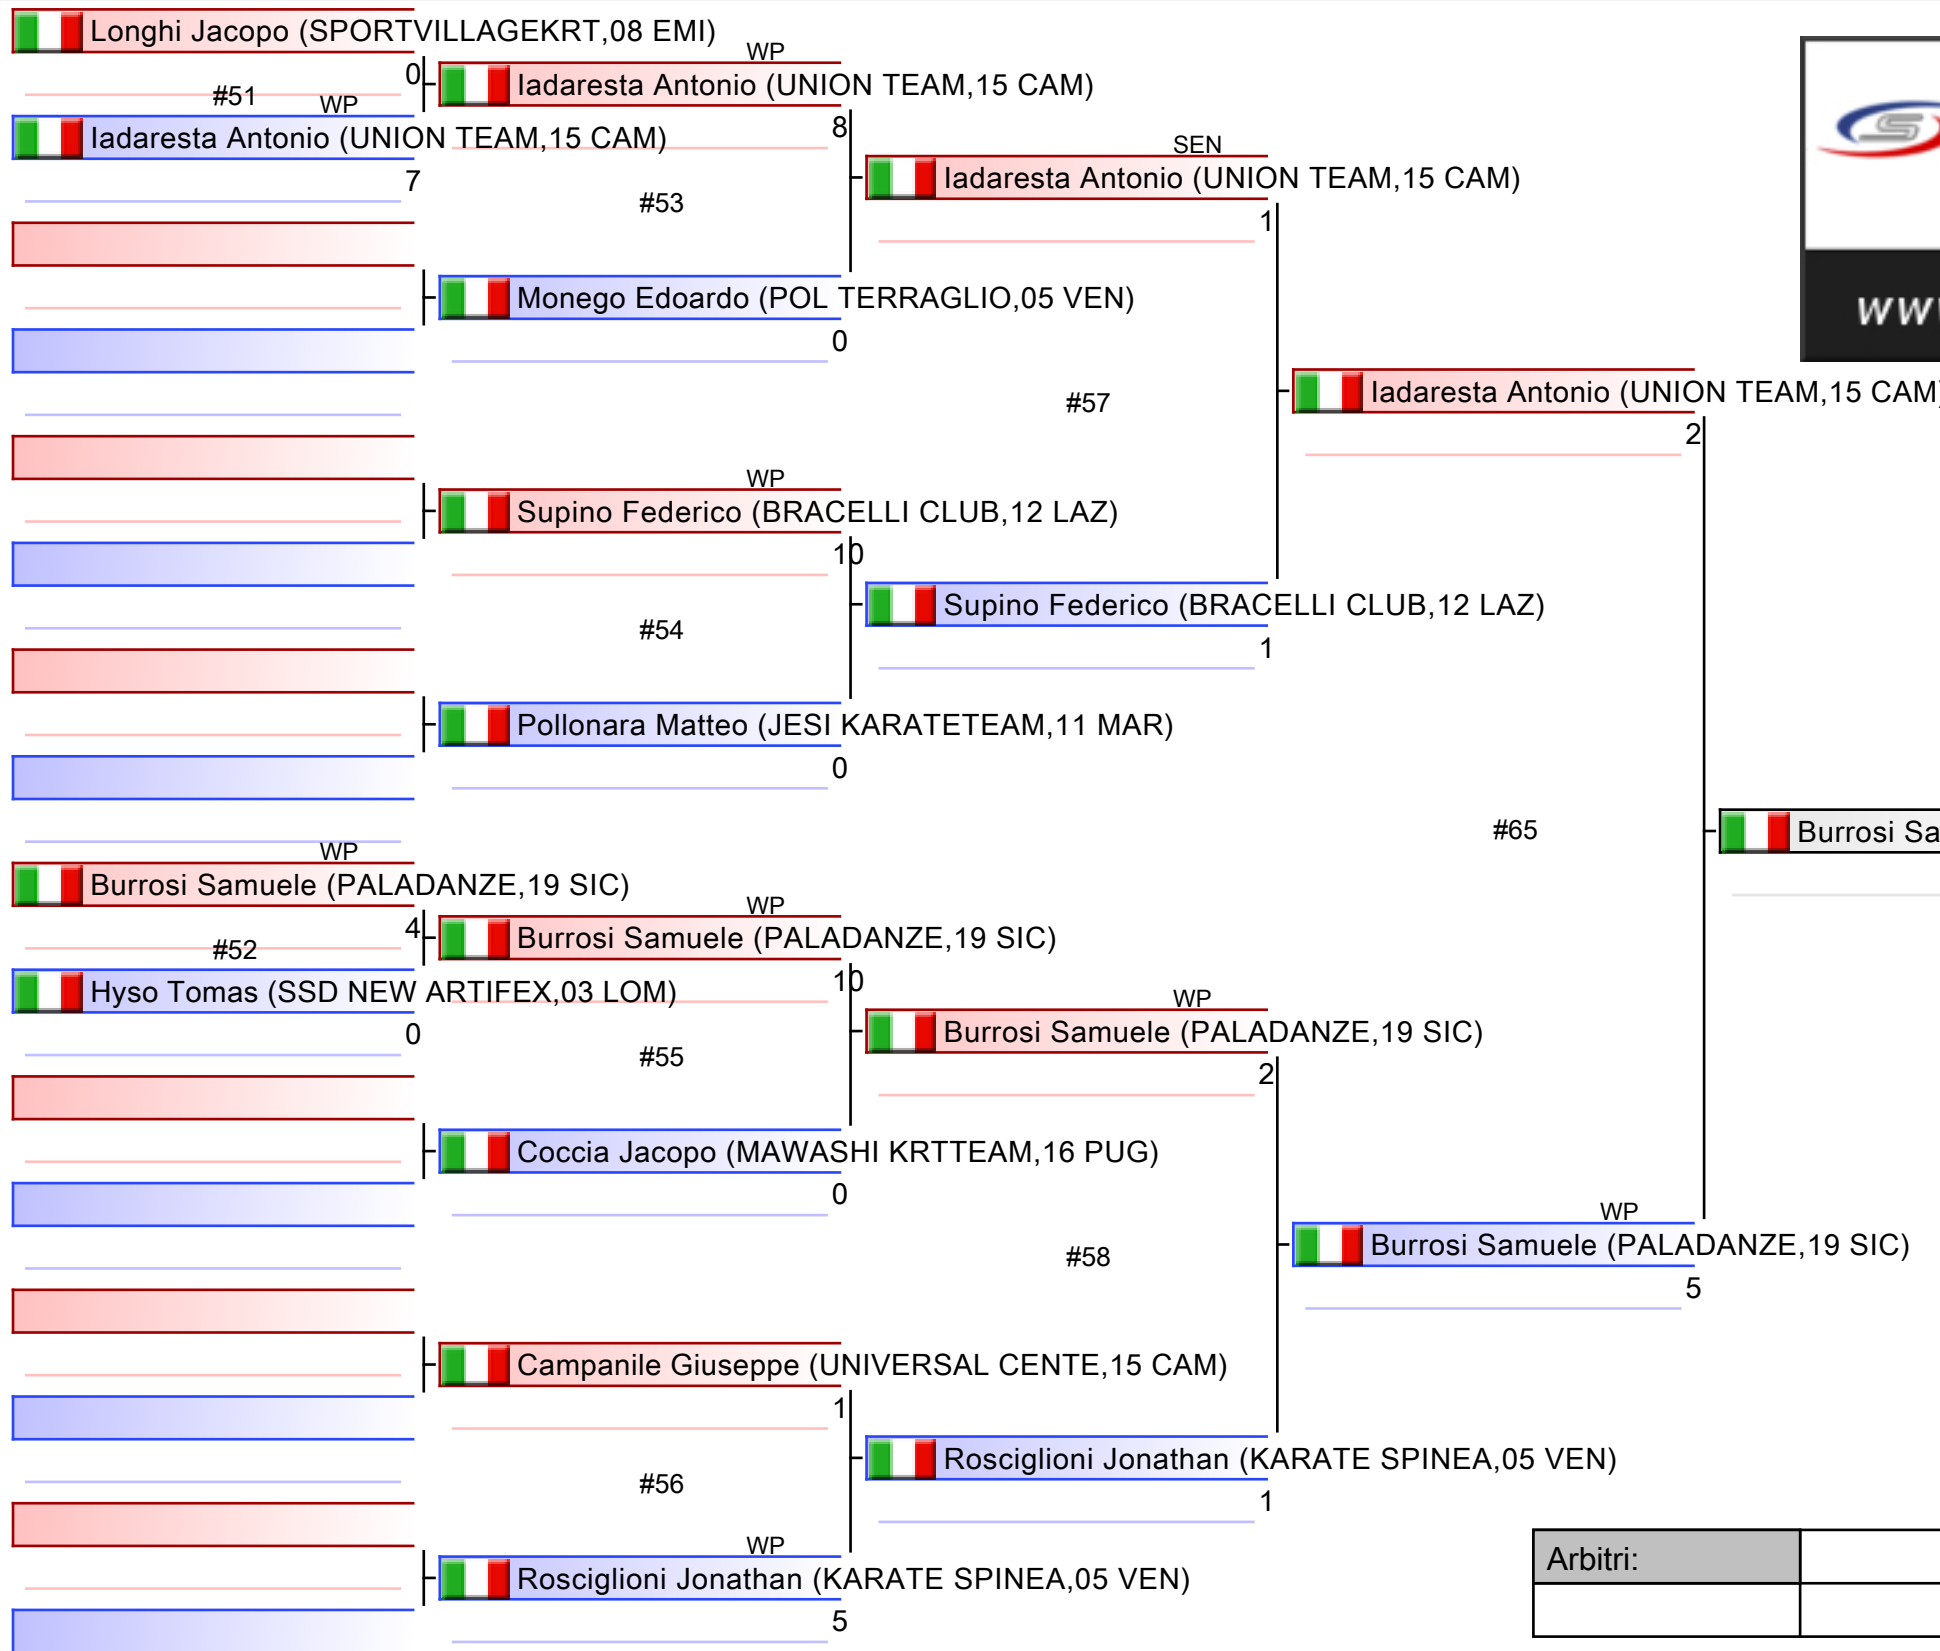 Longhi Jacopo (SPORTVILLAGEKRT,08 EMI)
0
#51
WP
Iadaresta Antonio (UNION TEAM,15 CAM)
7
WP
Iadaresta Antonio (UNION TEAM,15 CAM)
8
#53
Monego Edoardo (POL TERRAGLIO,05 VEN)
0
SEN
Iadaresta Antonio (UNION TEAM,15 CAM)
1
#57
WP
Supino Federico (BRACELLI CLUB,12 LAZ)
10
#54
Pollonara Matteo (JESI KARATETEAM,11 MAR)
0
Supino Federico (BRACELLI CLUB,12 LAZ)
1
Iadaresta Antonio (UNION TEAM,15 CAM)
2
#65
Burrosi Sa
WP
Burrosi Samuele (PALADANZE,19 SIC)
4
#52
Hyso Tomas (SSD NEW ARTIFEX,03 LOM)
0
WP
Burrosi Samuele (PALADANZE,19 SIC)
10
#55
Coccia Jacopo (MAWASHI KRTTEAM,16 PUG)
0
WP
Burrosi Samuele (PALADANZE,19 SIC)
2
#58
Campanile Giuseppe (UNIVERSAL CENTE,15 CAM)
1
#56
WP
Rosciglioni Jonathan (KARATE SPINEA,05 VEN)
5
Rosciglioni Jonathan (KARATE SPINEA,05 VEN)
1
WP
Burrosi Samuele (PALADANZE,19 SIC)
5
Arbitri: